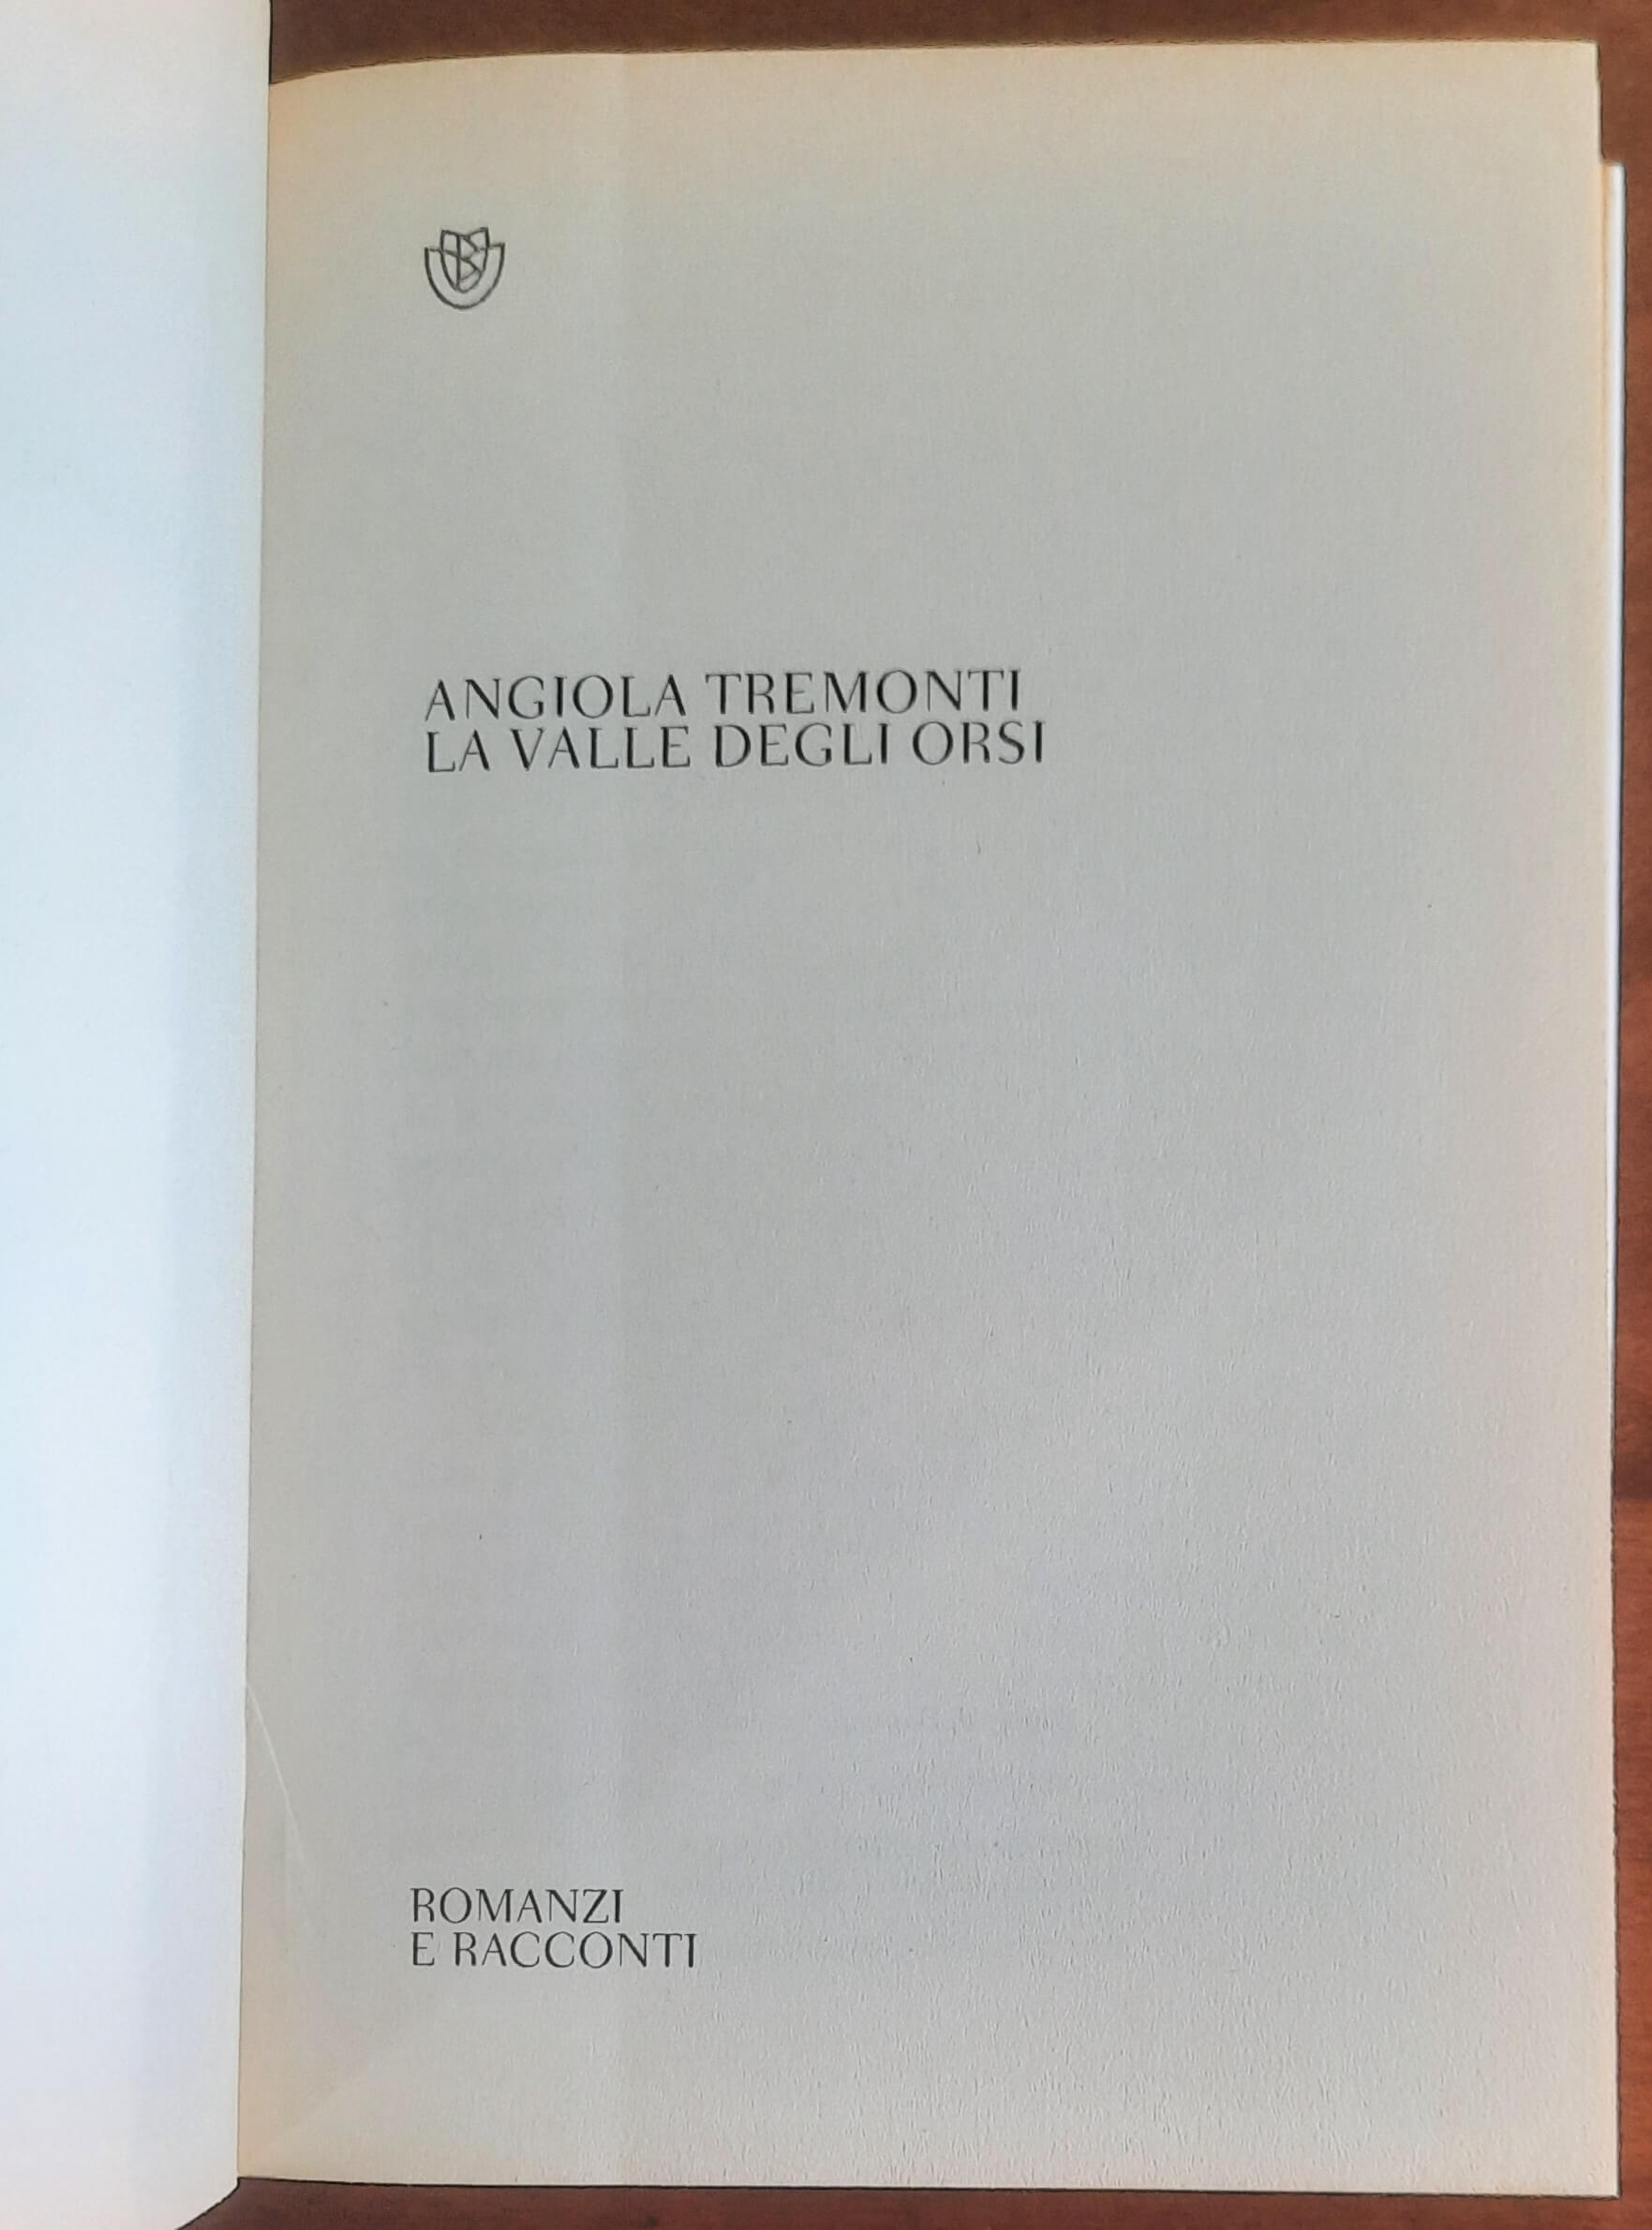 ANGIOLA TREMONTI
LA VALLE DEGLI ORSI
ROMANZI
E RACCONTI